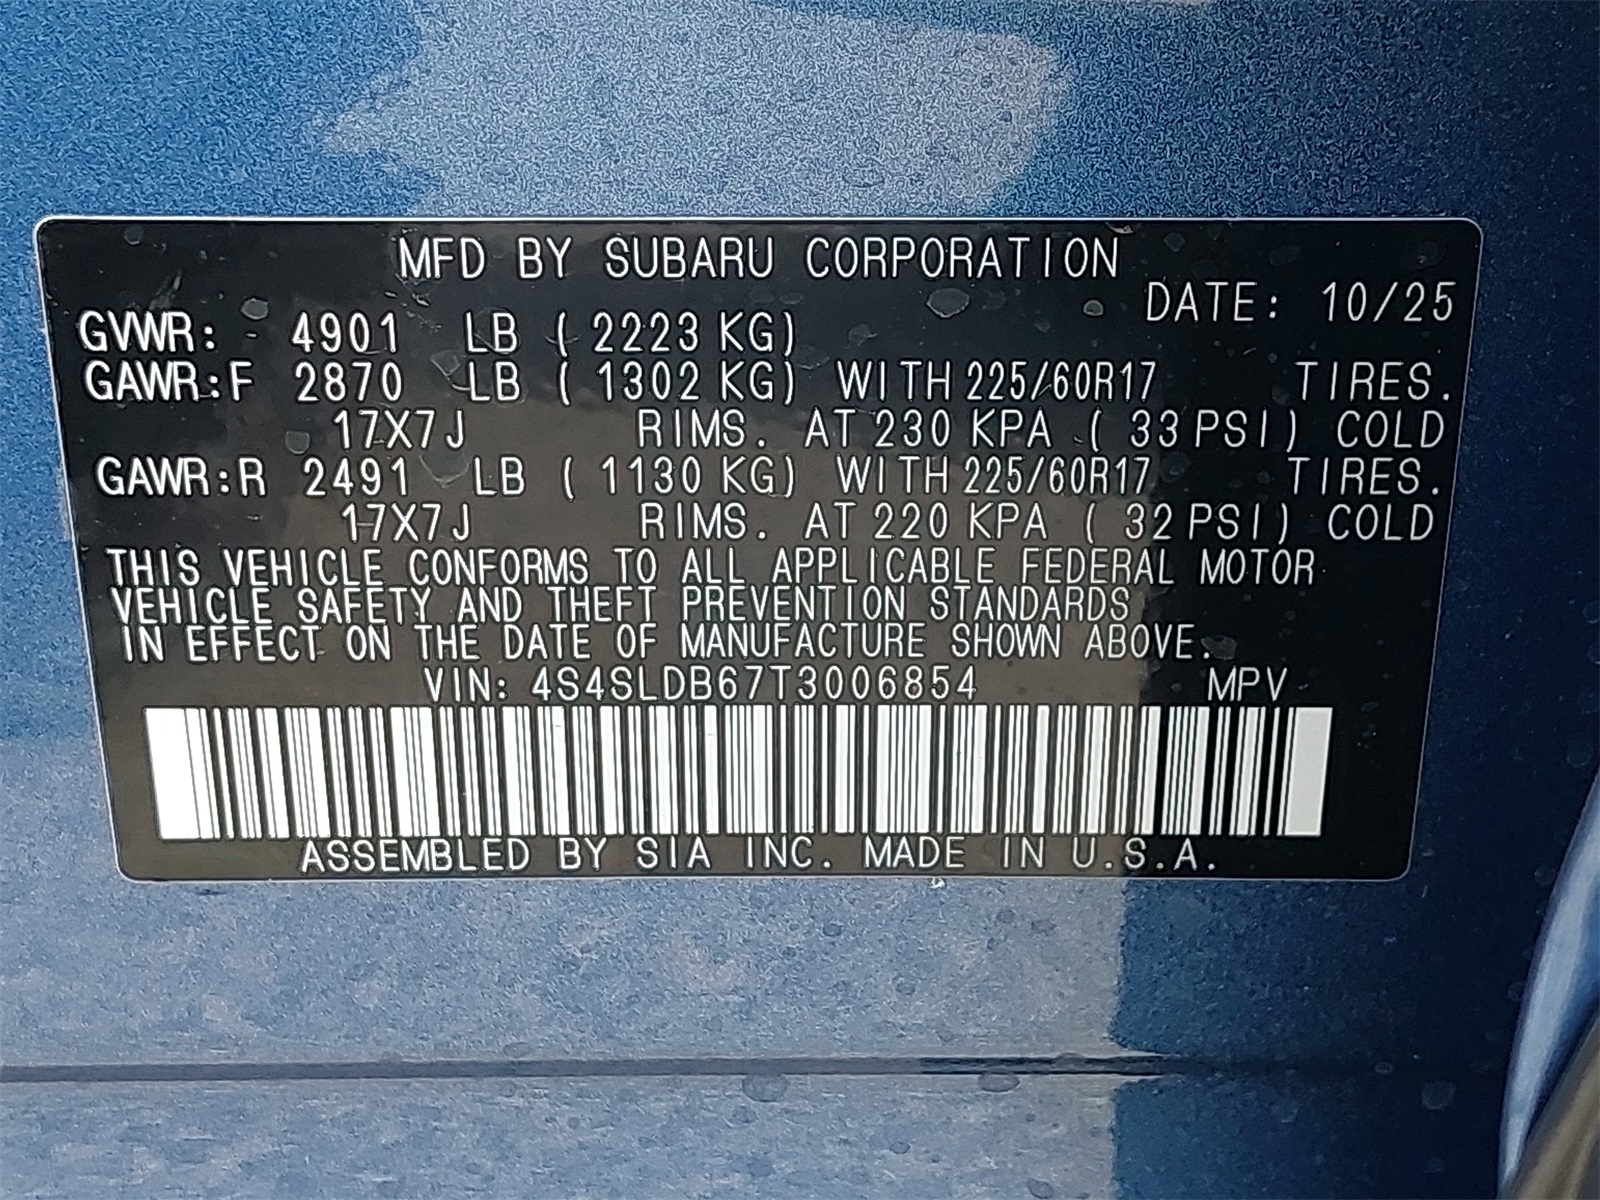 MFD BY SUBARU CORPORATION
DATE: 10/25
GVWR: 4901 LB ( 2223 KG)
GAWR:F 2870 LB ( 1302 KG) WITH 225/60R17 TIRES.
17X7J RIMS. AT 230 KPA ( 33 PSI) COLD
GAWR:R 2491 LB ( 1130 KG) WITH 225/60R17 TIRES.
17X7J RIMS. AT 220 KPA ( 32 PSI) COLD
THIS VEHICLE CONFORMS TO ALL APPLICABLE FEDERAL MOTOR
VEHICLE SAFETY AND THEFT PREVENTION STANDARDS
IN EFFECT ON THE DATE OF MANUFACTURE SHOWN ABOVE.
VIN: 4S4SLDB67T3006854 MPV
ASSEMBLED BY SIA INC. MADE IN U.S.A.